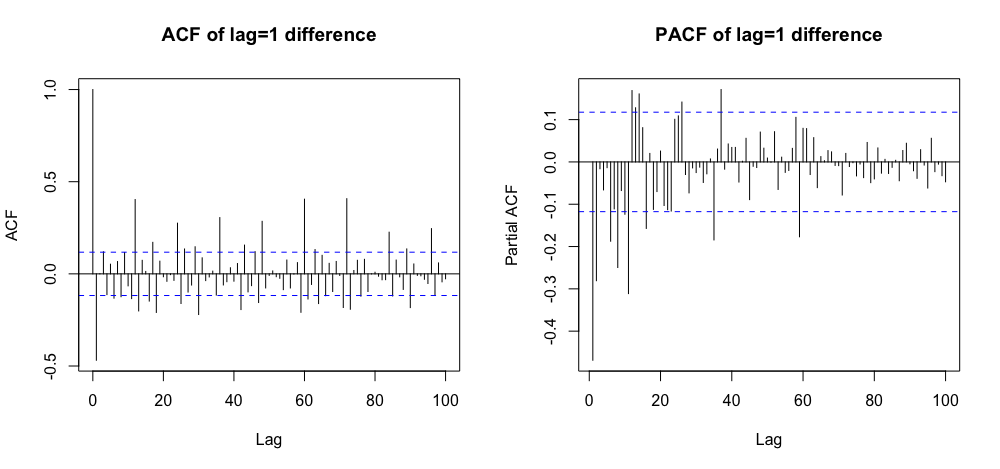 ACF of lag=1 difference
ACF
1.0
0.5
0.0
-0.5
0 20 40 60 80 100
Lag
PACF of lag=1 difference
Partial ACF
0.1
0.0
-0.1
-0.2
-0.3
-0.4
0 20 40 60 80 100
Lag